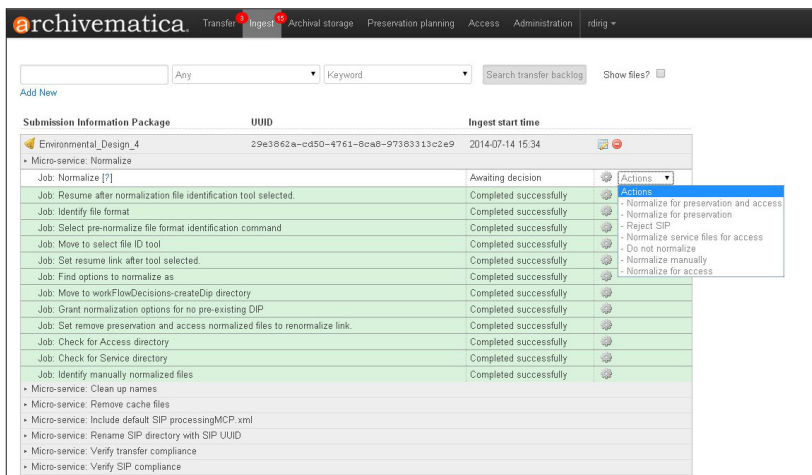 archivematica. Transfer 3 Ingest 15 Archival storage Preservation planning Access Administration rdirig
Any Keyword Search transfer backlog Show files?
Add New
Submission Information Package UUID Ingest start time
Environmental_Design_4 29e3862a-cd50-4761-8ca8-97383313c2e9 2014-07-14 15:34
Micro-service: Normalize
Job: Normalize [?] Awaiting decision Actions
Job: Resume after normalization file identification tool selected. Completed successfully
Job: Identify file format Completed successfully
Job: Select pre-normalize file format identification command Completed successfully
Job: Move to select file ID tool Completed successfully
Job: Set resume link after tool selected. Completed successfully
Job: Find options to normalize as Completed successfully
Job: Move to workFlowDecisions-createDip directory Completed successfully
Job: Grant normalization options for no pre-existing DIP Completed successfully
Job: Set remove preservation and access normalized files to renormalize link. Completed successfully
Job: Check for Access directory Completed successfully
Job: Check for Service directory Completed successfully
Job: Identify manually normalized files Completed successfully
Actions
- Normalize for preservation and access
- Normalize for preservation
- Reject SIP
- Normalize service files for access
- Do not normalize
- Normalize manually
- Normalize for access
Micro-service: Clean up names
Micro-service: Remove cache files
Micro-service: Include default SIP processingMCP.xml
Micro-service: Rename SIP directory with SIP UUID
Micro-service: Verify transfer compliance
Micro-service: Verify SIP compliance